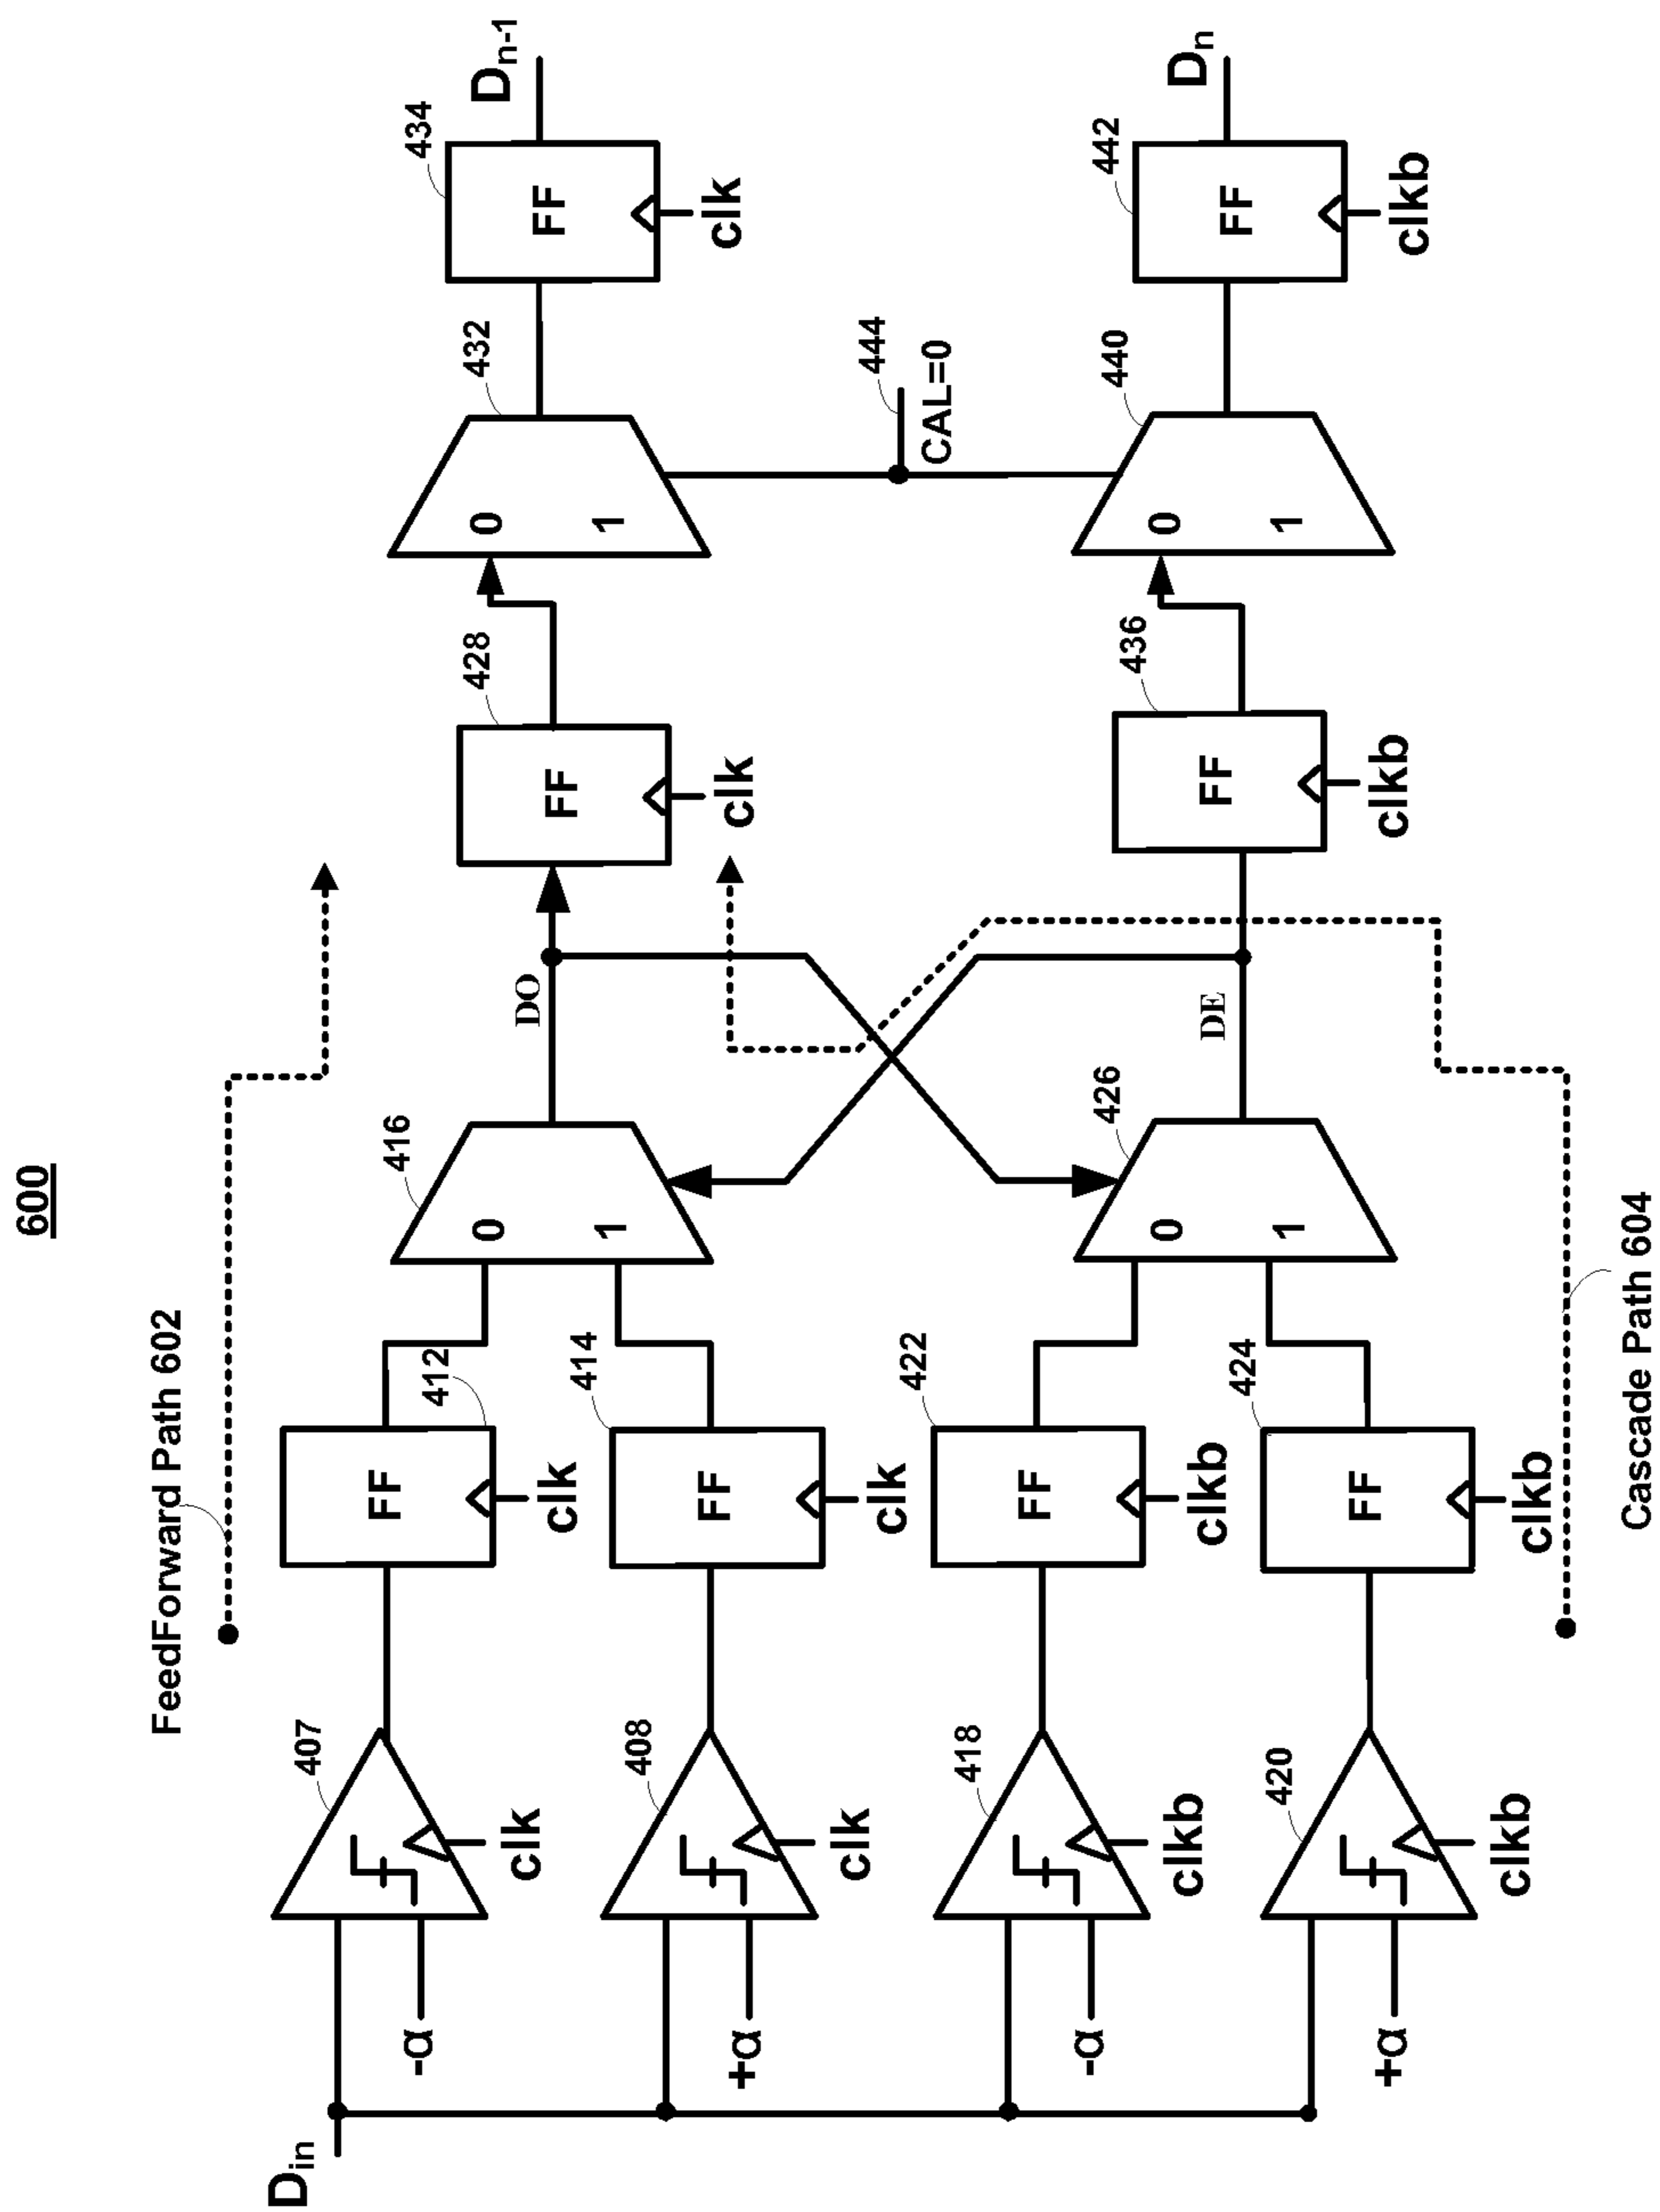 600
FeedForward Path 602
D_in
-α
407
clk
412
FF
clk
0
1
416
DO
428
FF
clk
0
1
432
434
FF
clk
D_n-1
+α
408
clk
414
FF
clk
444
CAL=0
-α
418
clkb
422
FF
clkb
0
1
426
DE
436
FF
clkb
0
1
440
442
FF
clkb
D_n
+α
420
clkb
424
FF
clkb
Cascade Path 604